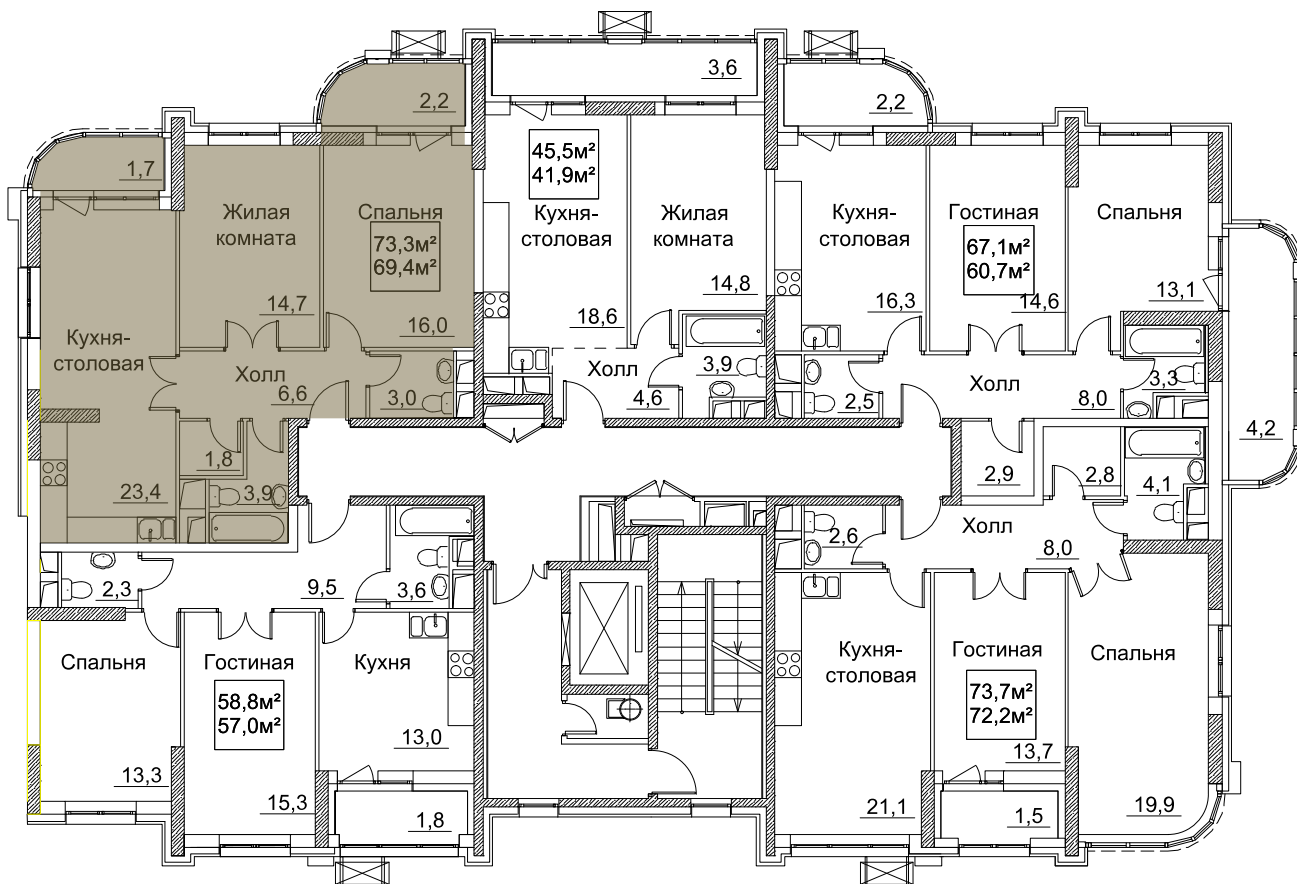 3,6
2,2
2,2
1,7
45,5м²
41,9м²
Жилая
комната
Спальня
73,3м²
69,4м²
Кухня-
столовая
Жилая
комната
Кухня-
столовая
Гостиная
67,1м²
60,7м²
Спальня
14,7
16,0
18,6
14,8
16,3
14,6
13,1
Кухня-
столовая
Холл
6,6
3,0
Холл
4,6
3,9
2,5
Холл
8,0
3,3
4,2
1,8
3,9
23,4
2,9
2,8
4,1
2,3
9,5
3,6
2,6
Холл
8,0
Спальня
13,3
Гостиная
58,8м²
57,0м²
15,3
Кухня
13,0
1,8
Кухня-
столовая
21,1
Гостиная
73,7м²
72,2м²
13,7
1,5
Спальня
19,9